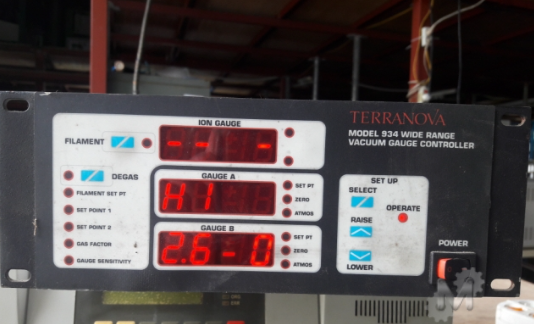 TERRANOVA
MODEL 934 WIDE RANGE
VACUUM GAUGE CONTROLLER
ION GAUGE
FILAMENT
- - -
DEGAS
FILAMENT SET PT
SET POINT 1
SET POINT 2
GAS FACTOR
GAUGE SENSITIVITY
GAUGE A
HI
SET PT
ZERO
ATMOS
GAUGE B
2.6-0
SET PT
ZERO
ATMOS
SET UP
SELECT
RAISE
OPERATE
LOWER
POWER